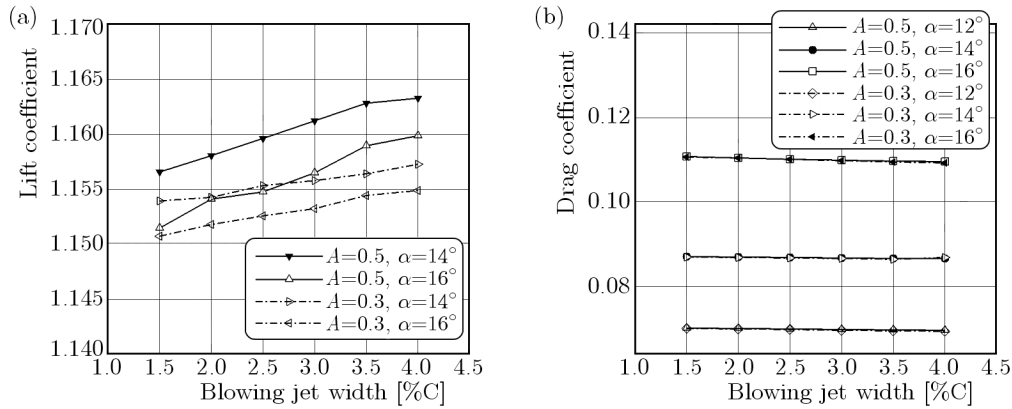 (a)
Lift coefficient
1.170
1.165
1.160
1.155
1.150
1.145
1.140
1.0 1.5 2.0 2.5 3.0 3.5 4.0 4.5
Blowing jet width [%C]
A=0.5, α=14°
A=0.5, α=16°
A=0.3, α=14°
A=0.3, α=16°
(b)
Drag coefficient
0.14
0.12
0.10
0.08
1.0 1.5 2.0 2.5 3.0 3.5 4.0 4.5
Blowing jet width [%C]
A=0.5, α=12°
A=0.5, α=14°
A=0.5, α=16°
A=0.3, α=12°
A=0.3, α=14°
A=0.3, α=16°